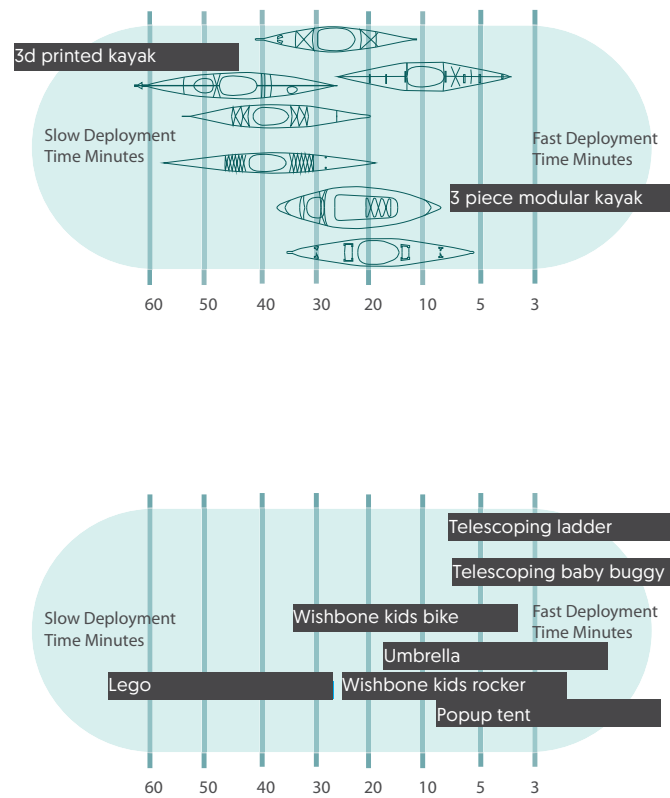 3d printed kayak
Slow Deployment
Time Minutes
Fast Deployment
Time Minutes
3 piece modular kayak
60 50 40 30 20 10 5 3
Telescoping ladder
Telescoping baby buggy
Slow Deployment
Time Minutes
Wishbone kids bike
Fast Deployment
Time Minutes
Umbrella
Lego
Wishbone kids rocker
Popup tent
60 50 40 30 20 10 5 3